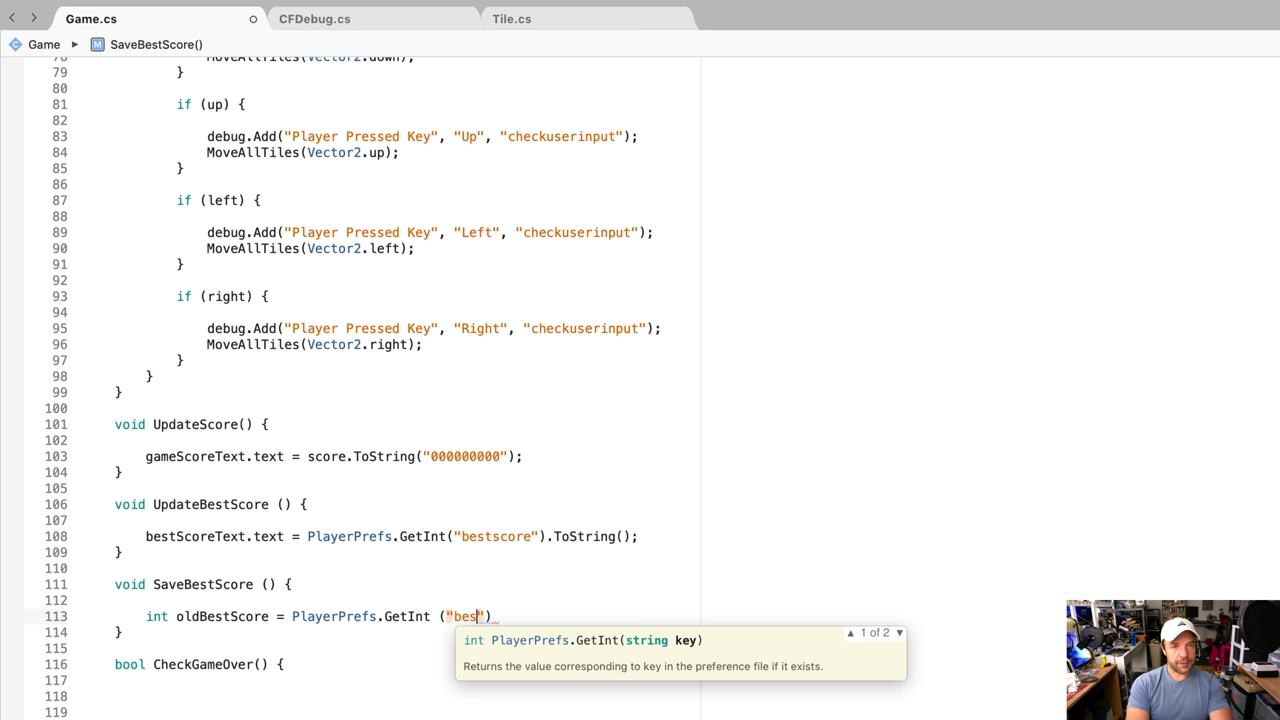 Game.cs
CFDebug.cs
Tile.cs
Game ▶ M SaveBestScore()
78 MoveAllTiles(Vector2.down);
79 }
80
81 if (up) {
82
83 debug.Add("Player Pressed Key", "Up", "checkuserinput");
84 MoveAllTiles(Vector2.up);
85 }
86
87 if (left) {
88
89 debug.Add("Player Pressed Key", "Left", "checkuserinput");
90 MoveAllTiles(Vector2.left);
91 }
92
93 if (right) {
94
95 debug.Add("Player Pressed Key", "Right", "checkuserinput");
96 MoveAllTiles(Vector2.right);
97 }
98 }
99 }
100
101 void UpdateScore() {
102
103 gameScoreText.text = score.ToString("000000000");
104 }
105
106 void UpdateBestScore () {
107
108 bestScoreText.text = PlayerPrefs.GetInt("bestscore").ToString();
109 }
110
111 void SaveBestScore () {
112
113 int oldBestScore = PlayerPrefs.GetInt ("bes")
114 }
115
116 bool CheckGameOver() {
117
118
119
int PlayerPrefs.GetInt(string key)
▲ 1 of 2 ▼
Returns the value corresponding to key in the preference file if it exists.